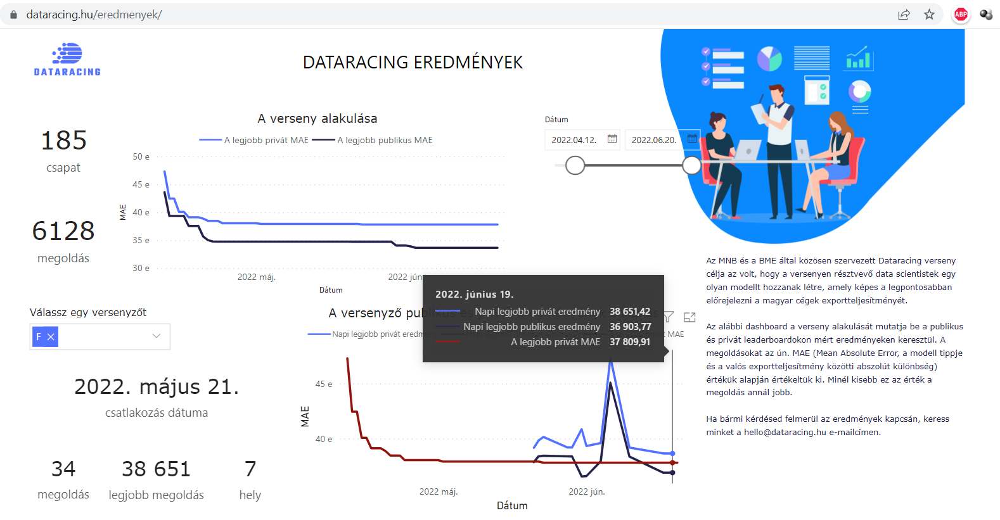 dataracing.hu/eredmenyek/
ABP
DATARACING
DATARACING EREDMÉNYEK
185
csapat
6128
megoldás
A verseny alakulása
A legjobb privát MAE
A legjobb publikus MAE
50 e
45 e
40 e
35 e
30 e
MAE
2022 máj.
2022 jún
Dátum
Dátum
2022.04.12.
2022.06.20.
Az MNB és a BME által közösen szervezett Dataracing verseny
célja az volt, hogy a versenyen résztvevő data scientistek egy
olyan modellt hozzanak létre, amely képes a legpontosabban
előrejelezni a magyar cégek exportteljesítményét.
Az alábbi dashboard a verseny alakulását mutatja be a publikus
és privát leaderboardokon mért eredményeken keresztül. A
megoldásokat az ún. MAE (Mean Absolute Error, a modell tippje
és a valós exportteljesítmény közötti abszolút különbség)
értékük alapján értékeltük ki. Minél kisebb ez az érték a
megoldás annál jobb.
Ha bármi kérdésed felmerül az eredmények kapcsán, keress
minket a hello@dataracing.hu e-mailcímen.
Válassz egy versenyzőt
F
2022. május 21.
csatlakozás dátuma
34
megoldás
38 651
legjobb megoldás
7
hely
A versenyző pub
Napi legjobb privát eredm
át MAE
2022. június 19.
Napi legjobb privát eredmény 38 651,42
Napi legjobb publikus eredmény 36 903,77
A legjobb privát MAE 37 809,91
45 e
40 e
MAE
2022 máj.
2022 jún.
Dátum